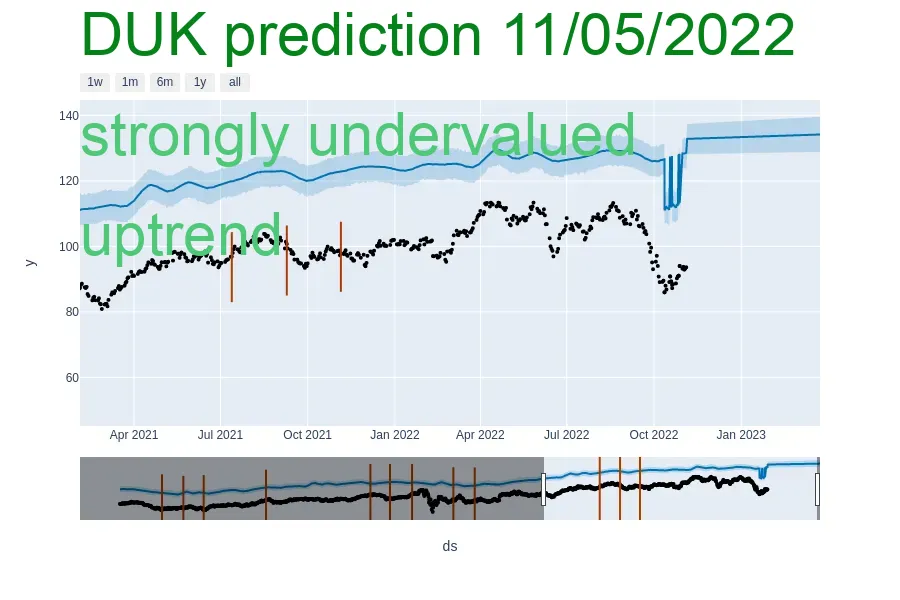 DUK prediction 11/05/2022
1w 1m 6m 1y all
140
strongly undervalued
120
uptrend
100
y
80
60
Apr 2021 Jul 2021 Oct 2021 Jan 2022 Apr 2022 Jul 2022 Oct 2022 Jan 2023
ds